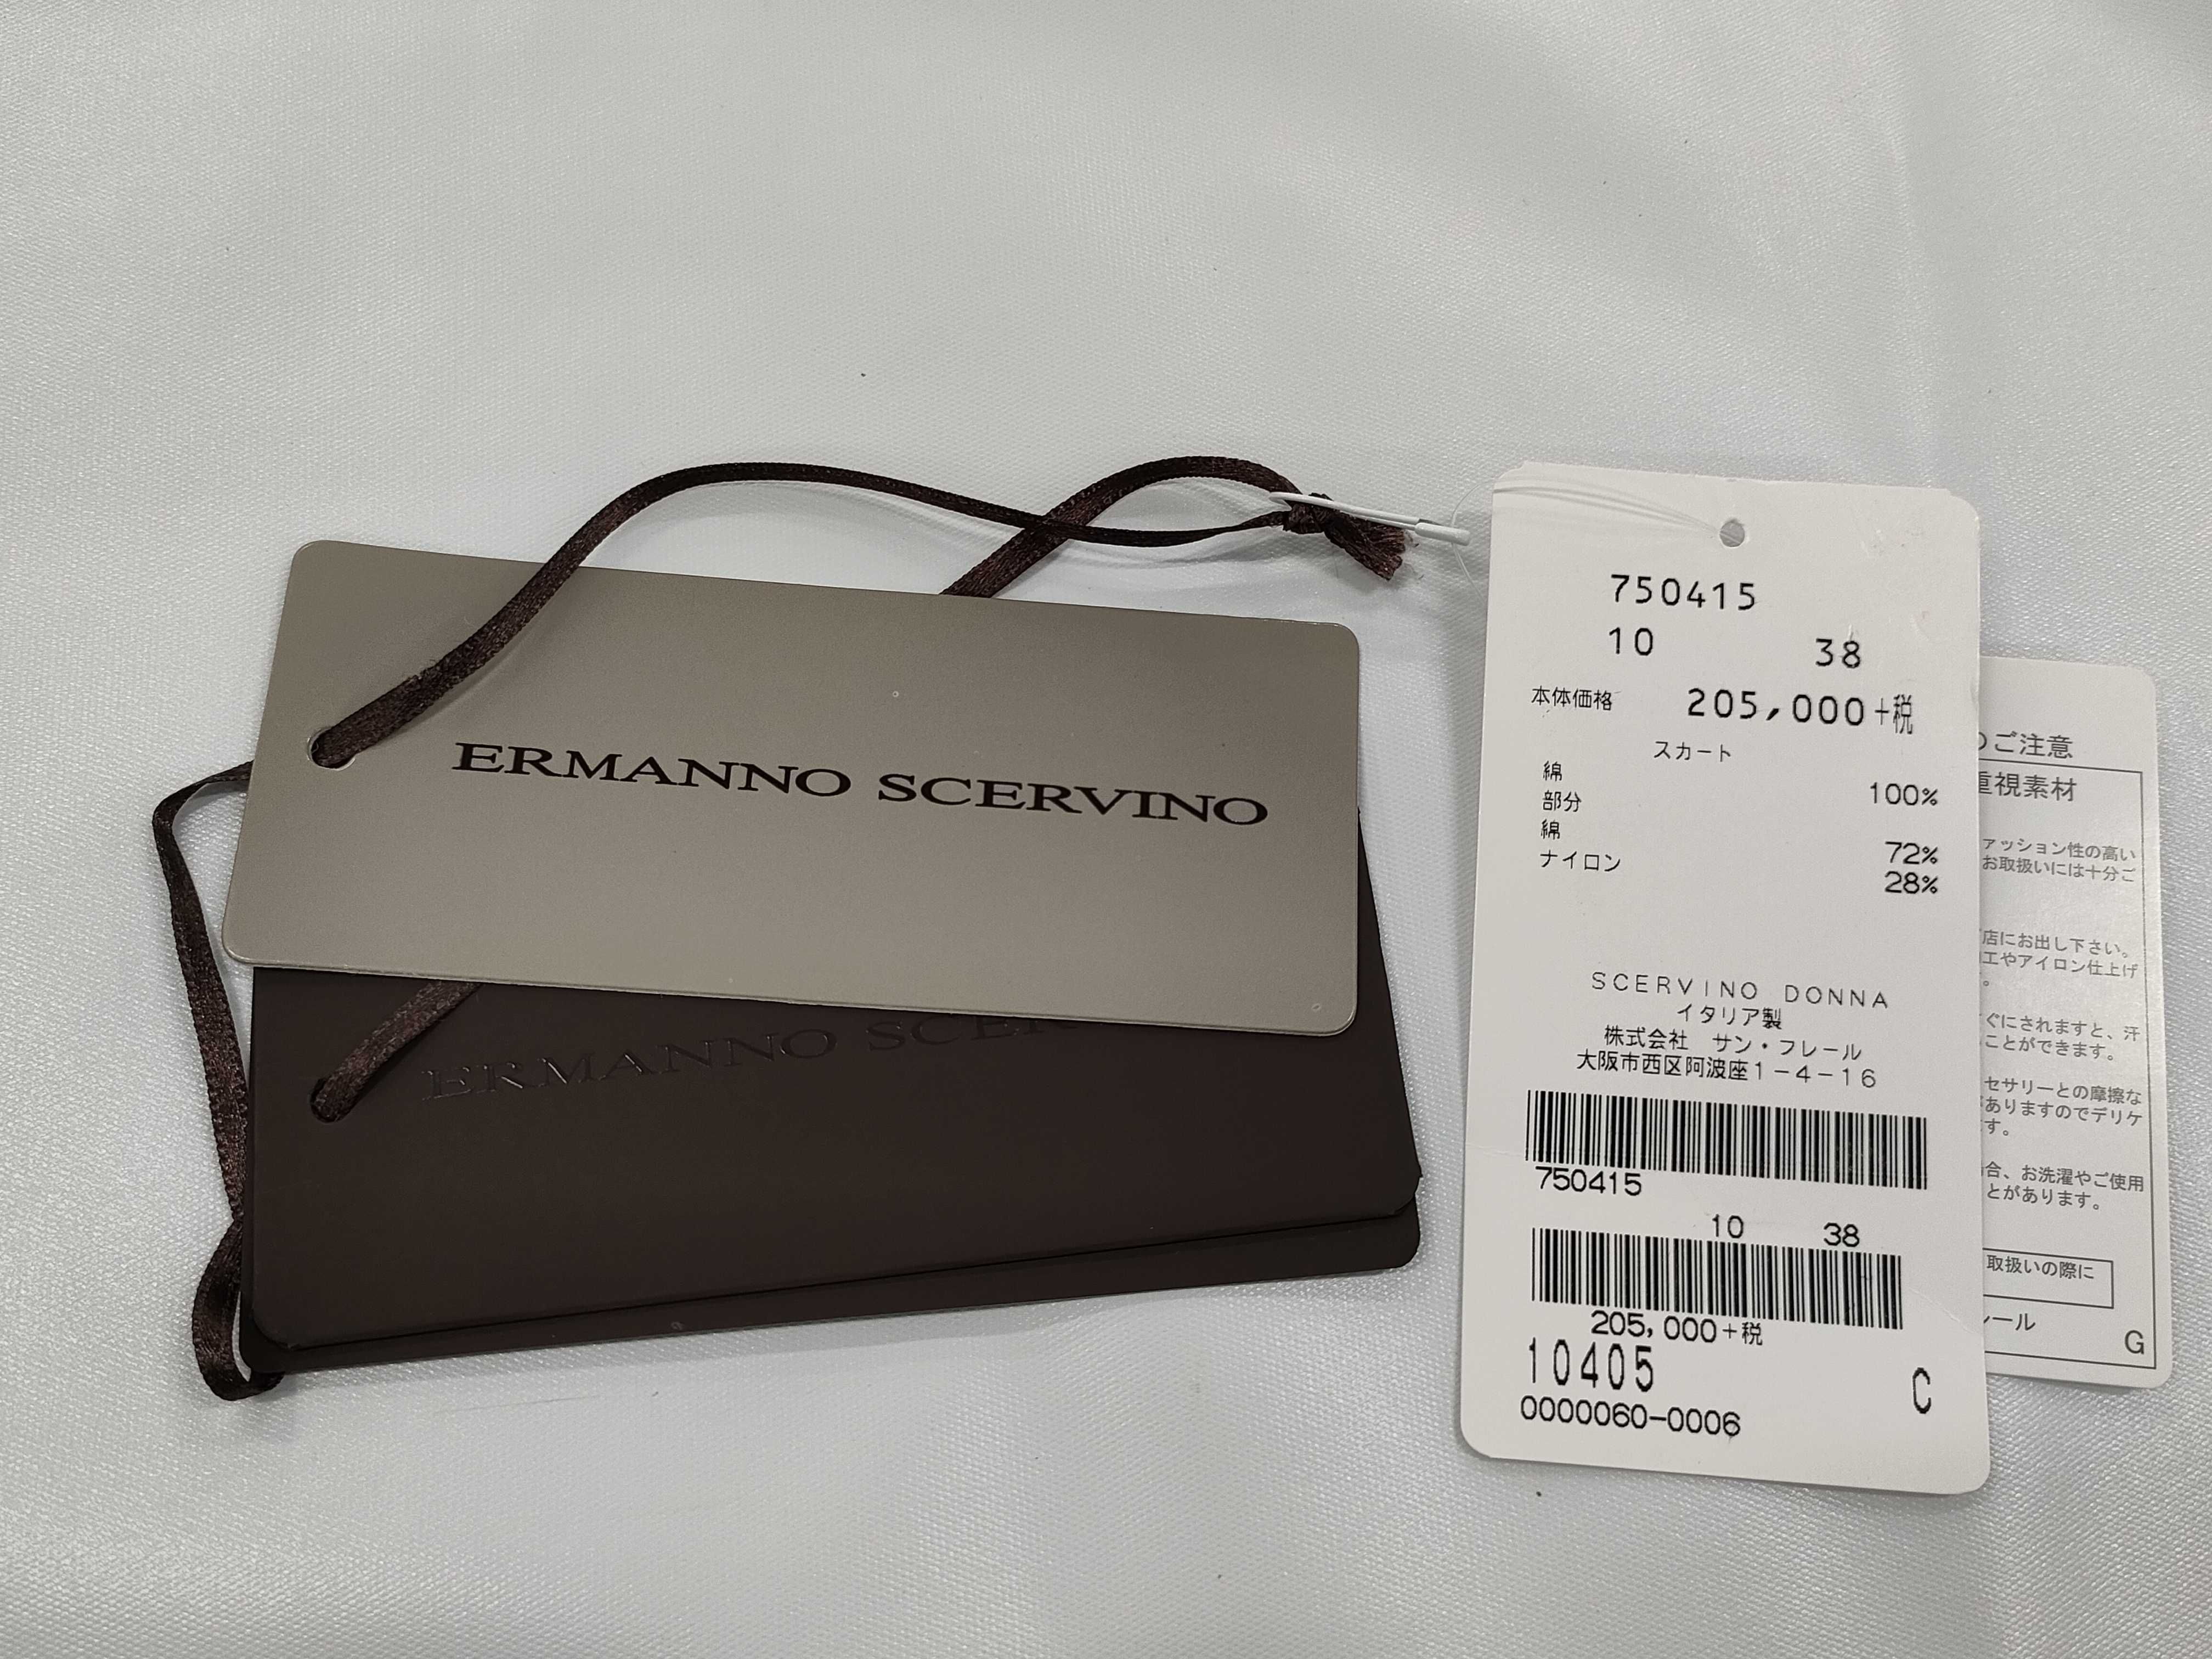 ERMANNO SCERVINO
ERMANNO
750415
10 38
本体価格 205,000+税
スカート
綿 100%
部分
綿 72%
ナイロン 28%
SCERVINO DONNA
イタリア製
株式会社 サン・フレール
大阪市西区阿波座1-4-16
750415
10 38
205,000+税
10405 C
0000060-0006
ご注意
重視素材
ァッション性の高い
お取扱いには十分ご
店にお出し下さい。
工やアイロン仕上げ
。
ぐにされますと、汗
ことができます。
セサリーとの摩擦な
ありますのでデリケ
す。
合、お洗濯やご使用
とがあります。
取扱いの際に
ール
G